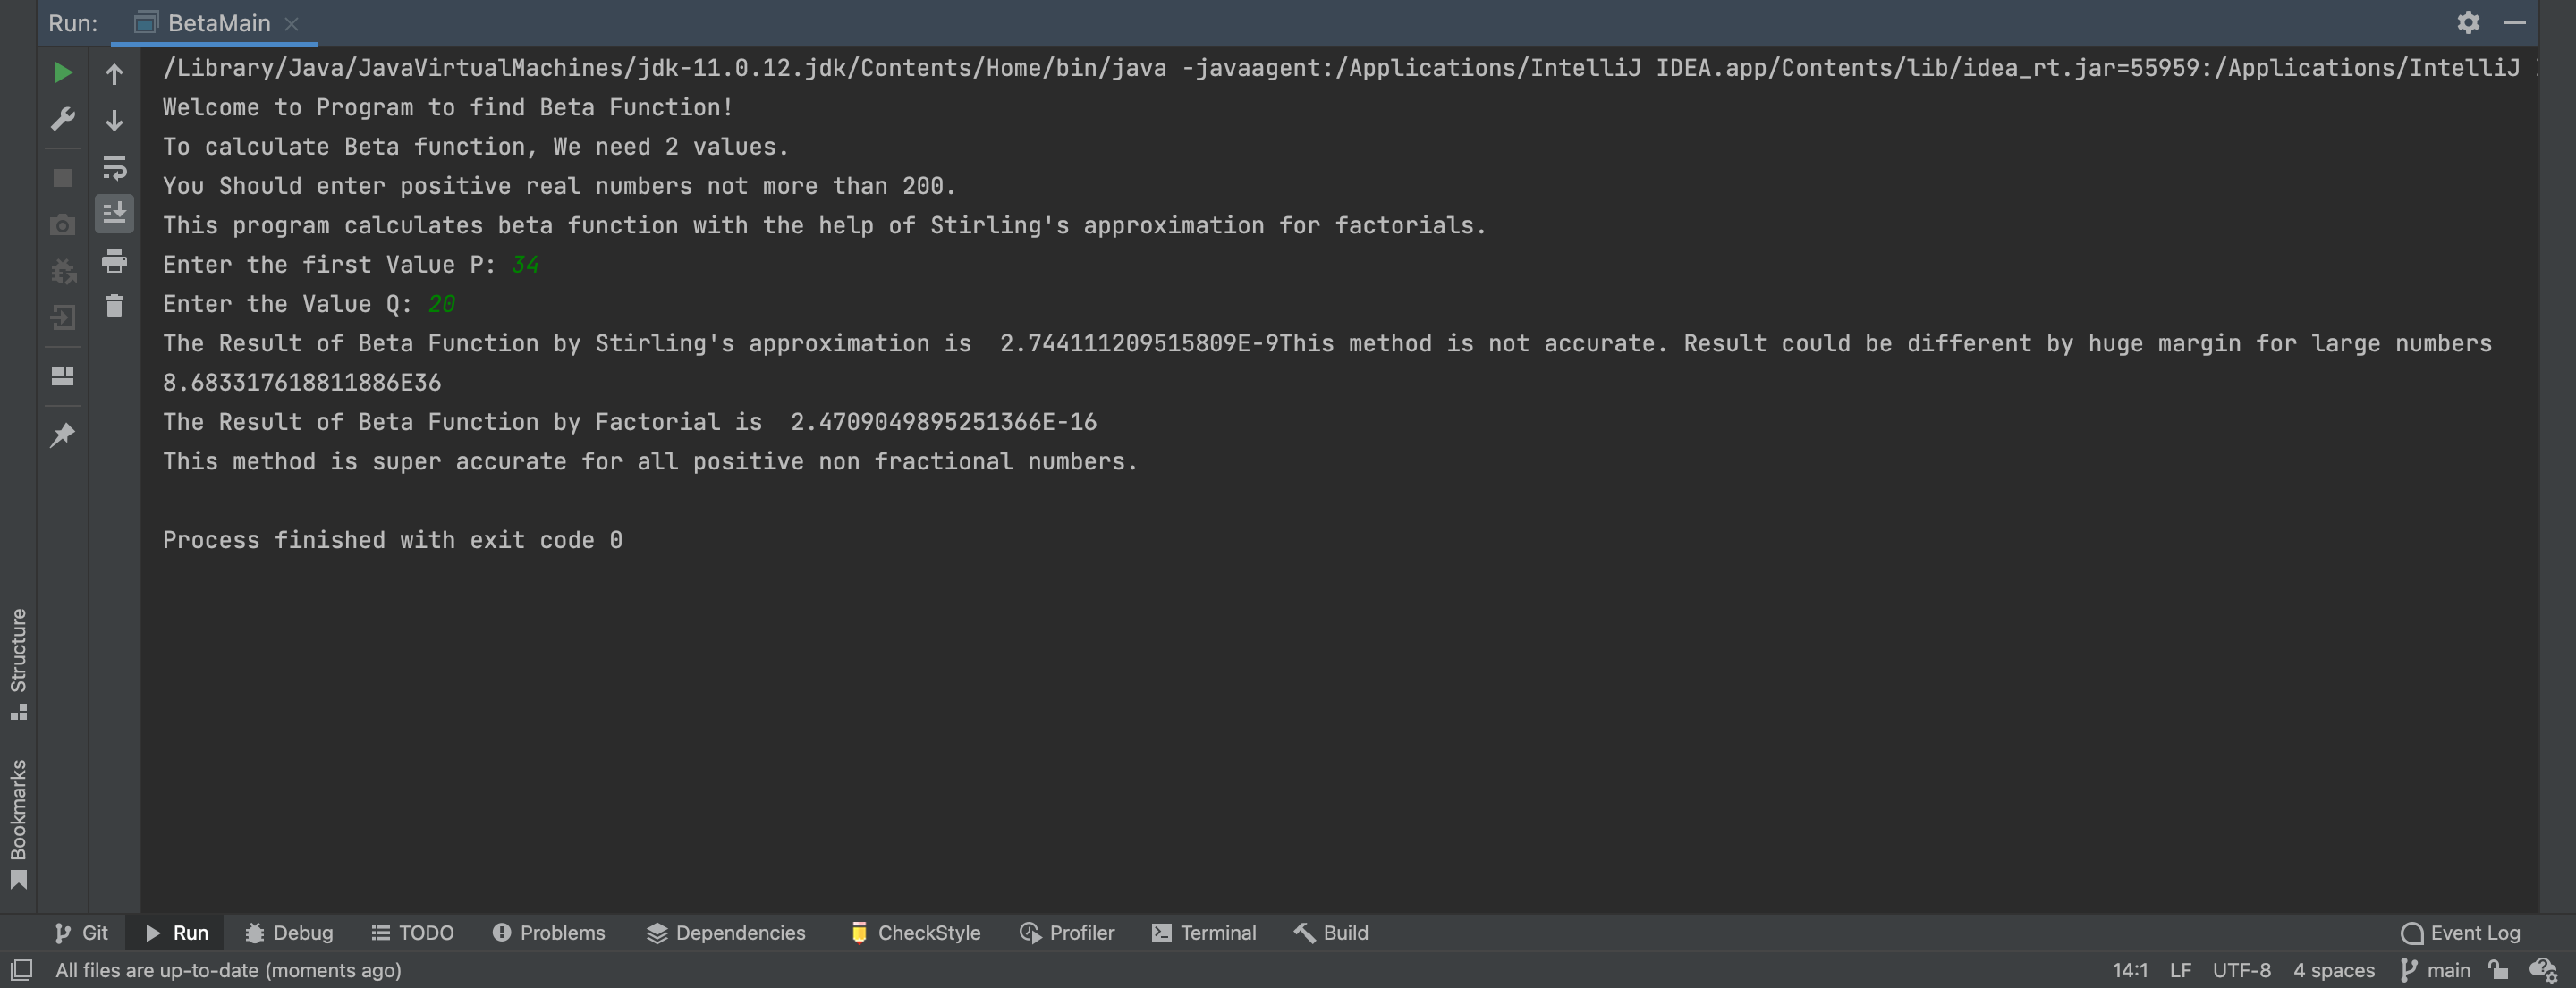 Run: BetaMain
/Library/Java/JavaVirtualMachines/jdk-11.0.12.jdk/Contents/Home/bin/java -javaagent:/Applications/IntelliJ IDEA.app/Contents/lib/idea_rt.jar=55959:/Applications/IntelliJ
Welcome to Program to find Beta Function!
To calculate Beta function, We need 2 values.
You Should enter positive real numbers not more than 200.
This program calculates beta function with the help of Stirling's approximation for factorials.
Enter the first Value P: 34
Enter the Value Q: 20
The Result of Beta Function by Stirling's approximation is  2.744111209515809E-9This method is not accurate. Result could be different by huge margin for large numbers
8.683317618811886E36
The Result of Beta Function by Factorial is  2.4709049895251366E-16
This method is super accurate for all positive non fractional numbers.
Process finished with exit code 0
Structure
Bookmarks
Git Run Debug TODO Problems Dependencies CheckStyle Profiler Terminal Build Event Log
All files are up-to-date (moments ago) 14:1 LF UTF-8 4 spaces main